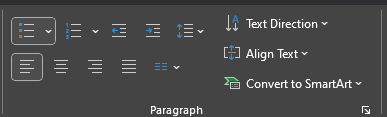 Text Direction
Align Text
Convert to SmartArt
Paragraph